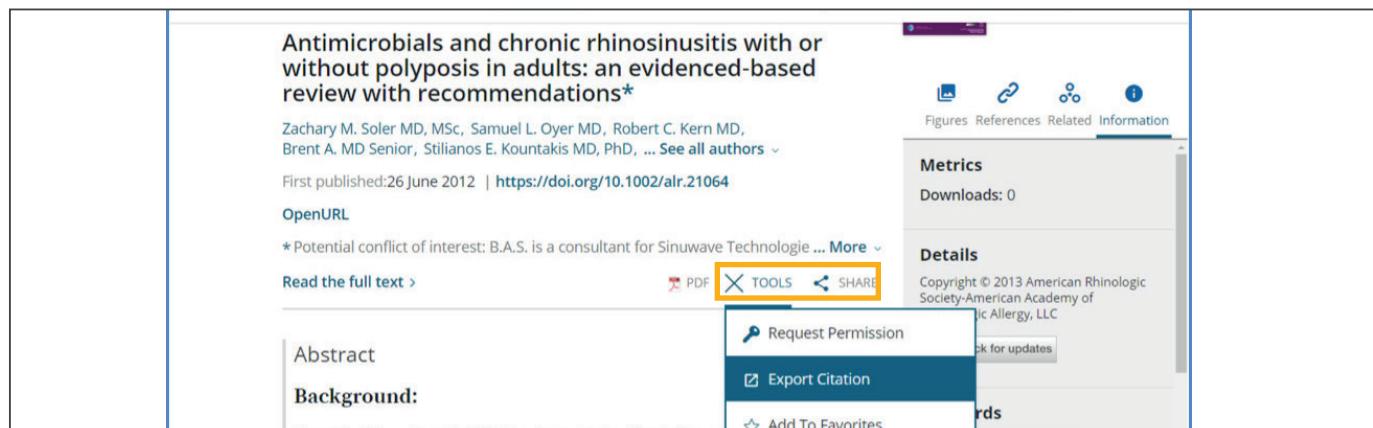 Antimicrobials and chronic rhinosinusitis with or
without polyposis in adults: an evidenced-based
review with recommendations*
Zachary M. Soler MD, MSc, Samuel L. Oyer MD, Robert C. Kern MD,
Brent A. MD Senior, Stilianos E. Kountakis MD, PhD, ... See all authors
First published:26 June 2012 | https://doi.org/10.1002/alr.21064
OpenURL
* Potential conflict of interest: B.A.S. is a consultant for Sinuwave Technologie ... More
Read the full text >
PDF TOOLS SHARE
Request Permission
Export Citation
Add To Favorites
Abstract
Background:
Figures References Related Information
Metrics
Downloads: 0
Details
Copyright © 2013 American Rhinologic
Society-American Academy of
ic Allergy, LLC
ck for updates
rds